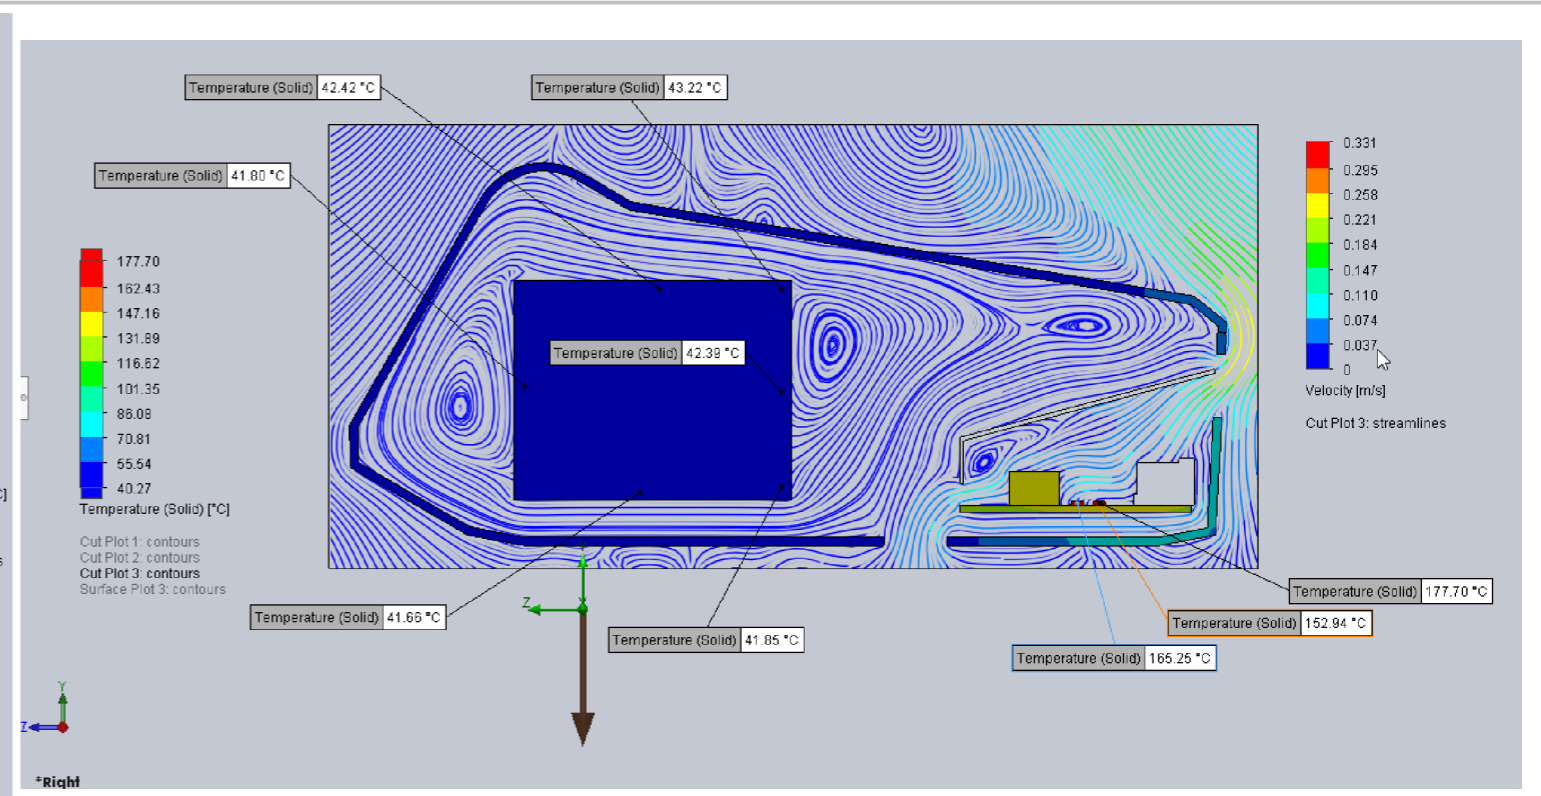 Temperature (Solid) 42.42 °C
Temperature (Solid) 43.22 °C
Temperature (Solid) 41.80 °C
177.70
162.43
147.16
131.89
116.62
101.35
86.08
70.81
55.54
40.27
Temperature (Solid) [°C]
Cut Plot 1: contours
Cut Plot 2: contours
Cut Plot 3: contours
Surface Plot 3: contours
0.331
0.295
0.258
0.221
0.184
0.147
0.110
0.074
0.037
0
Velocity [m/s]
Cut Plot 3: streamlines
Temperature (Solid) 42.39 °C
Temperature (Solid) 177.70 °C
Temperature (Solid) 152.94 °C
Temperature (Solid) 165.25 °C
Temperature (Solid) 41.66 °C
Temperature (Solid) 41.85 °C
Z
Y
Z
*Right